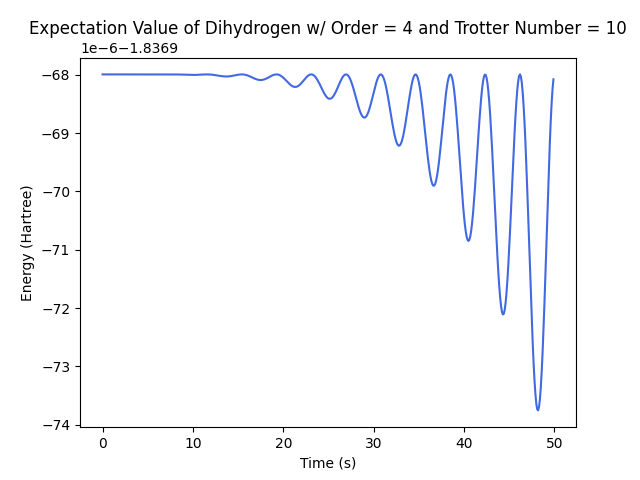 Expectation Value of Dihydrogen w/ Order = 4 and Trotter Number = 10
1e−6−1.8369
−68
−69
−70
−71
−72
−73
−74
Energy (Hartree)
0 10 20 30 40 50
Time (s)